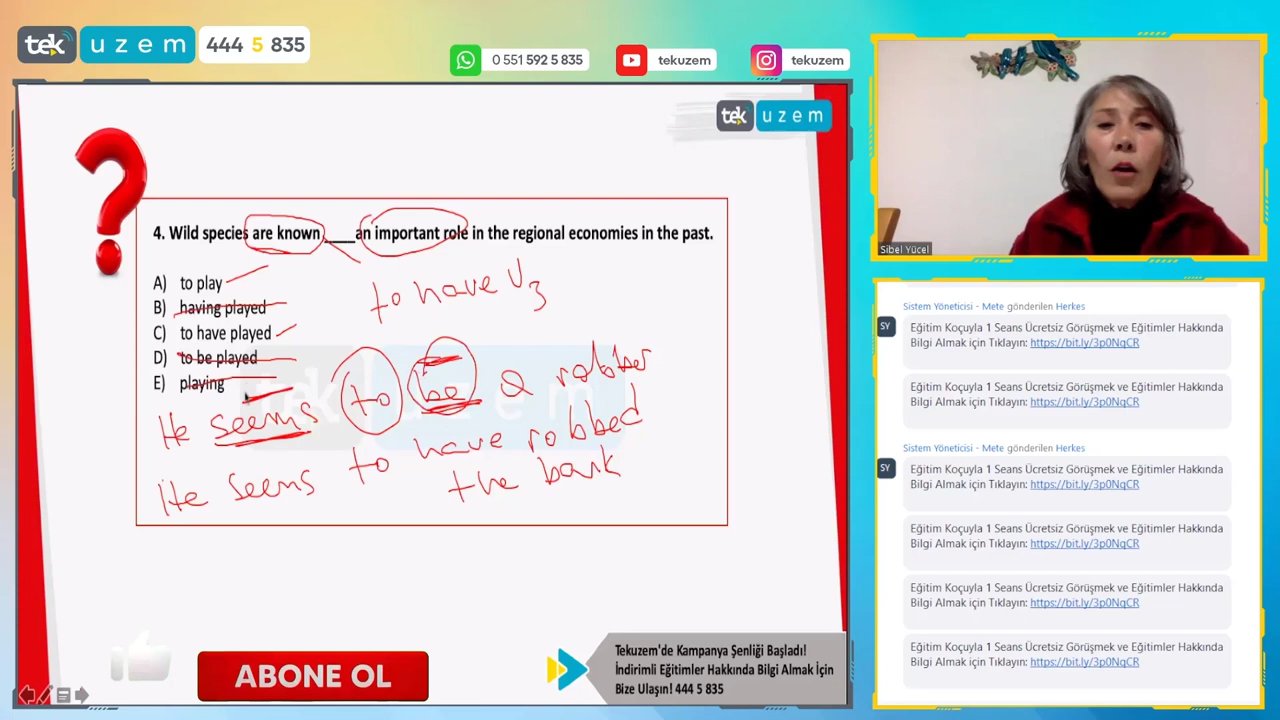 tek uzem 444 5 835
0 551 592 5 835
tekuzem
tekuzem
tek uzem
4. Wild species are known ____an important role in the regional economies in the past.
A) to play
B) having played
C) to have played
D) to be played
E) playing
to have V3
He seems to be a robber
He seems to have robbed
the bank
tek uzem
ABONE OL
Tekuzem'de Kampanya Şenliği Başladı!
İndirimli Eğitimler Hakkında Bilgi Almak İçin
Bize Ulaşın! 444 5 835
Sibel Yücel
Sistem Yöneticisi - Mete gönderilen Herkes
SY
Eğitim Koçuyla 1 Seans Ücretsiz Görüşmek ve Eğitimler Hakkında
Bilgi Almak için Tıklayın: https://bit.ly/3p0NqCR
Eğitim Koçuyla 1 Seans Ücretsiz Görüşmek ve Eğitimler Hakkında
Bilgi Almak için Tıklayın: https://bit.ly/3p0NqCR
Sistem Yöneticisi - Mete gönderilen Herkes
SY
Eğitim Koçuyla 1 Seans Ücretsiz Görüşmek ve Eğitimler Hakkında
Bilgi Almak için Tıklayın: https://bit.ly/3p0NqCR
Eğitim Koçuyla 1 Seans Ücretsiz Görüşmek ve Eğitimler Hakkında
Bilgi Almak için Tıklayın: https://bit.ly/3p0NqCR
Eğitim Koçuyla 1 Seans Ücretsiz Görüşmek ve Eğitimler Hakkında
Bilgi Almak için Tıklayın: https://bit.ly/3p0NqCR
Eğitim Koçuyla 1 Seans Ücretsiz Görüşmek ve Eğitimler Hakkında
Bilgi Almak için Tıklayın: https://bit.ly/3p0NqCR